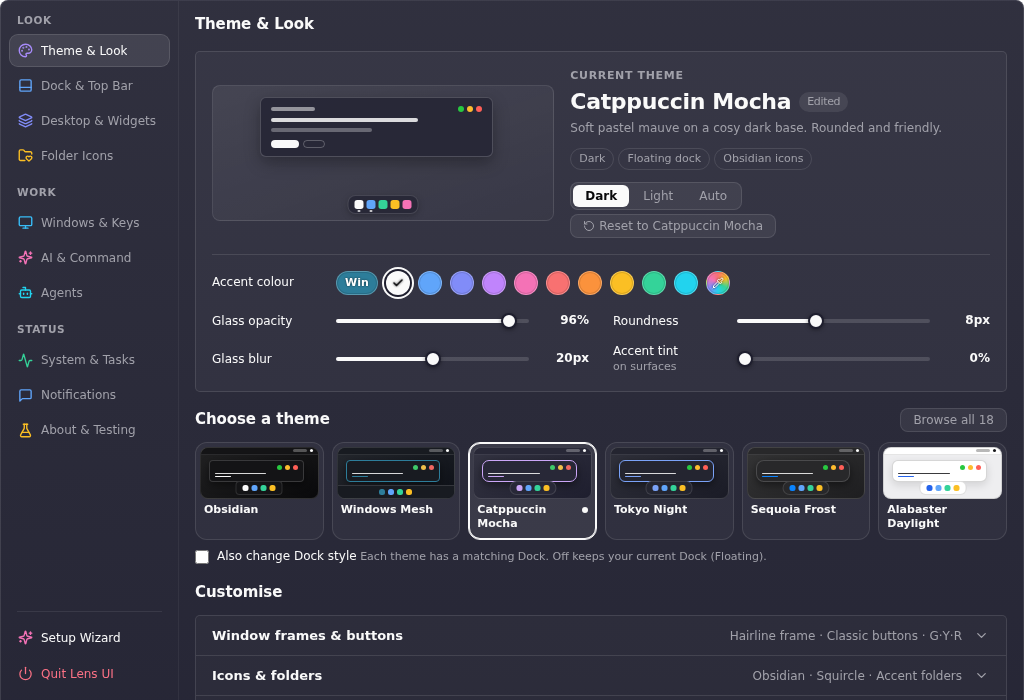 LOOK
Theme & Look
Dock & Top Bar
Desktop & Widgets
Folder Icons
WORK
Windows & Keys
AI & Command
Agents
STATUS
System & Tasks
Notifications
About & Testing
Setup Wizard
Quit Lens UI
Theme & Look
CURRENT THEME
Catppuccin Mocha Edited
Soft pastel mauve on a cosy dark base. Rounded and friendly.
Dark Floating dock Obsidian icons
Dark Light Auto
Reset to Catppuccin Mocha
Accent colour Win
Glass opacity 96% Roundness 8px
Glass blur 20px Accent tint 0%
on surfaces
Choose a theme Browse all 18
Obsidian
Windows Mesh
Catppuccin
Mocha
Tokyo Night
Sequoia Frost
Alabaster
Daylight
Also change Dock style Each theme has a matching Dock. Off keeps your current Dock (Floating).
Customise
Window frames & buttons Hairline frame · Classic buttons · G·Y·R
Icons & folders Obsidian · Squircle · Accent folders